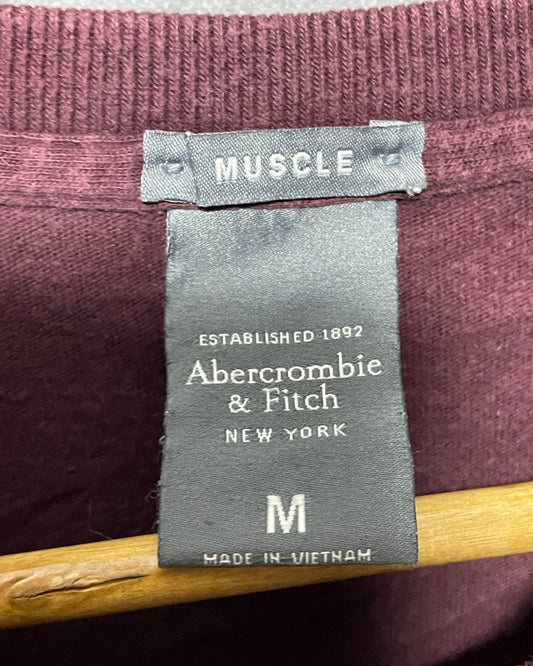 MUSCLE
ESTABLISHED 1892
Abercrombie
& Fitch
NEW YORK
M
MADE IN VIETNAM